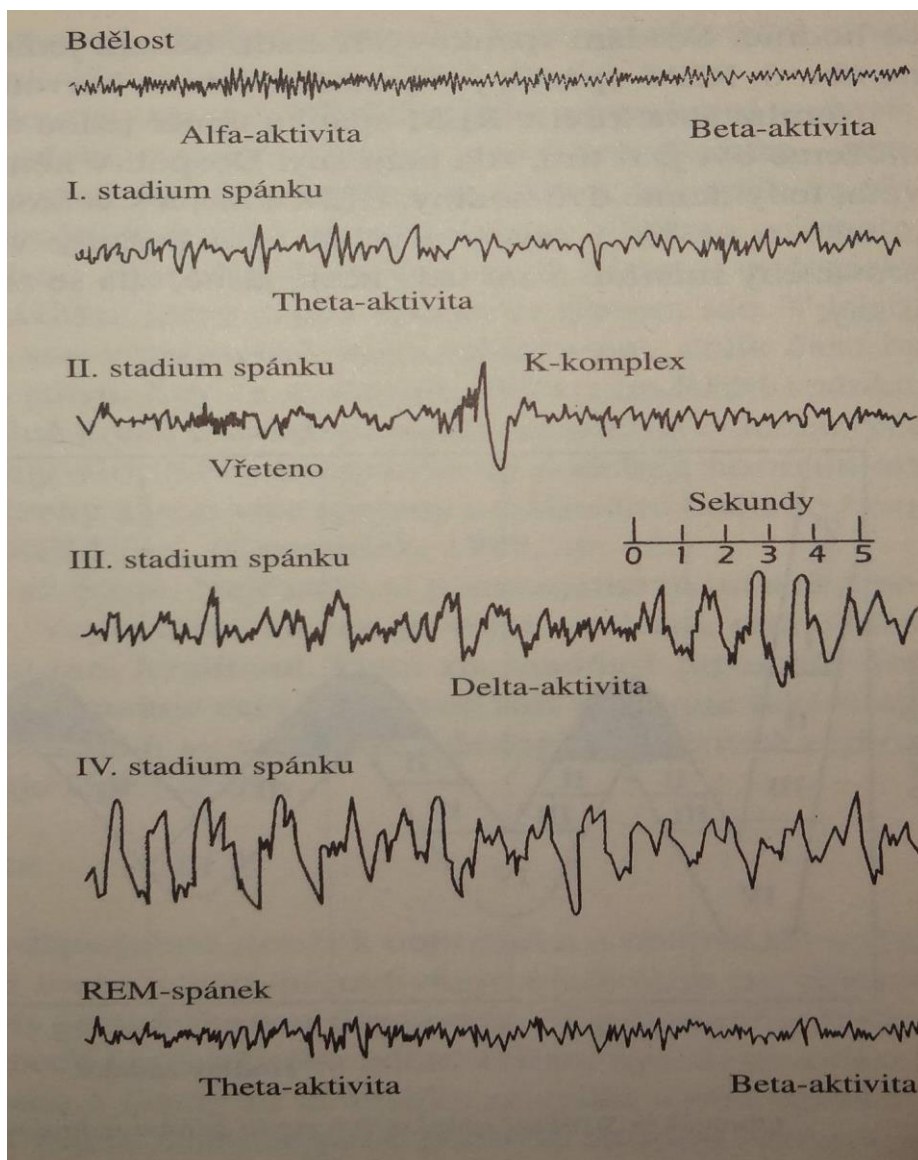 Bdělost
Alfa-aktivita Beta-aktivita
I. stadium spánku
Theta-aktivita
II. stadium spánku K-komplex
Vřeteno
Sekundy
0 1 2 3 4 5
III. stadium spánku
Delta-aktivita
IV. stadium spánku
REM-spánek
Theta-aktivita Beta-aktivita